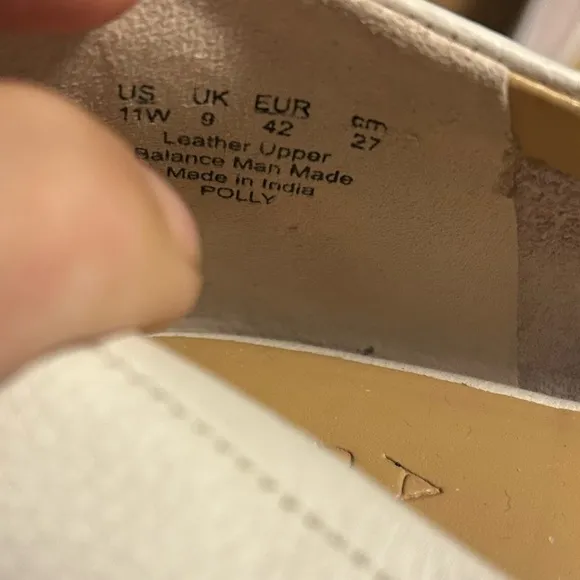 US UK EUR cm
11W 9 42 27
Leather Upper
Balance Man Made
Made in India
POLLY
A